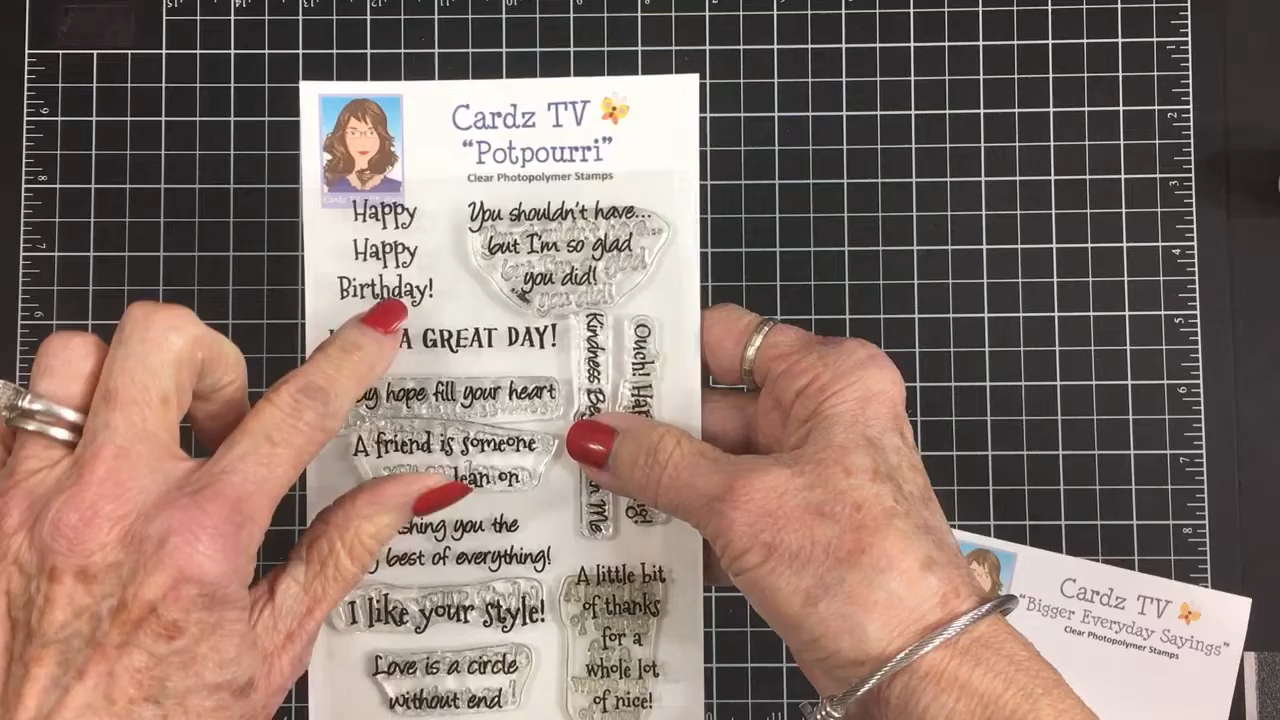 Cardz TV
"Potpourri"
Clear Photopolymer Stamps
Happy
Happy
Birthday!
You shouldn't have...
but I'm so glad
you did!
A GREAT DAY!
hope fill your heart
A friend is someone
lean on
you the
best of everything!
I like your style!
Love is a circle
without end
Kindness
Me
Ouch!
A little bit
of thanks
for a
whole lot
of nice!
Cardz TV
"Bigger Everyday Sayings"
Clear Photopolymer Stamps